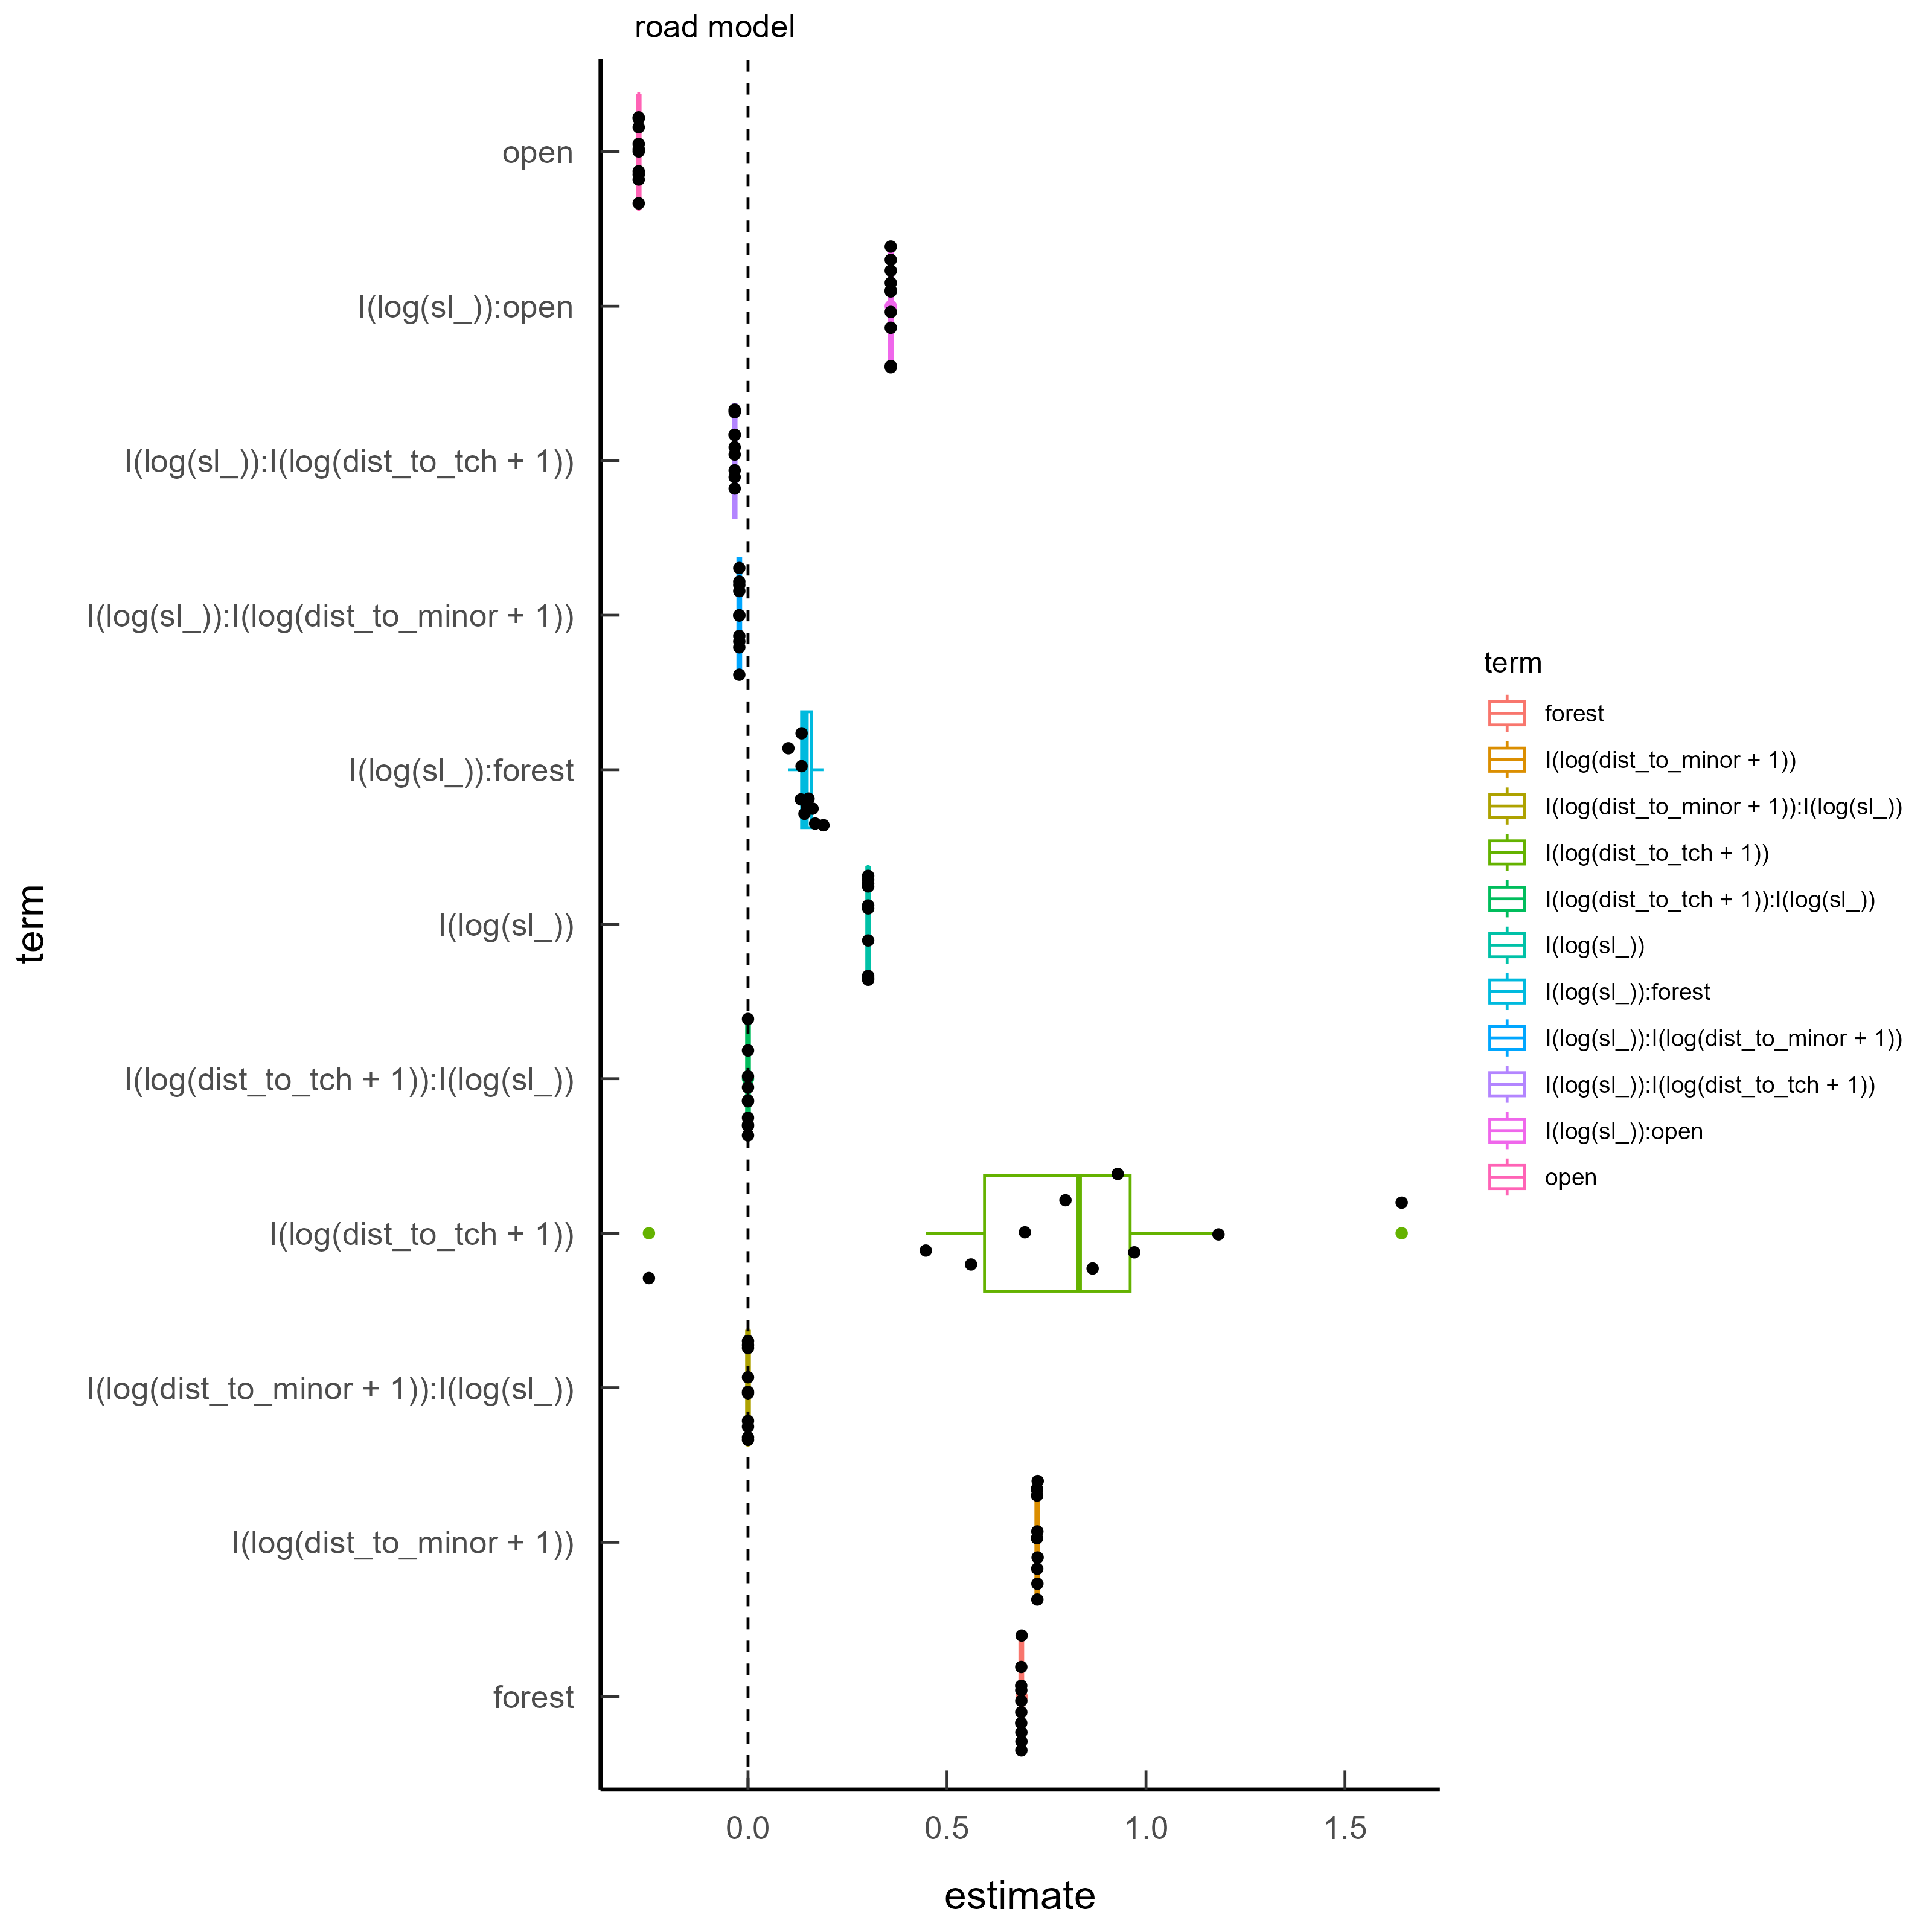 road model
open
I(log(sl_)):open
I(log(sl_)):I(log(dist_to_tch + 1))
I(log(sl_)):I(log(dist_to_minor + 1))
I(log(sl_)):forest
I(log(sl_))
I(log(dist_to_tch + 1)):I(log(sl_))
I(log(dist_to_tch + 1))
I(log(dist_to_minor + 1)):I(log(sl_))
I(log(dist_to_minor + 1))
forest
term
0.0 0.5 1.0 1.5
estimate
term
forest
I(log(dist_to_minor + 1))
I(log(dist_to_minor + 1)):I(log(sl_))
I(log(dist_to_tch + 1))
I(log(dist_to_tch + 1)):I(log(sl_))
I(log(sl_))
I(log(sl_)):forest
I(log(sl_)):I(log(dist_to_minor + 1))
I(log(sl_)):I(log(dist_to_tch + 1))
I(log(sl_)):open
open